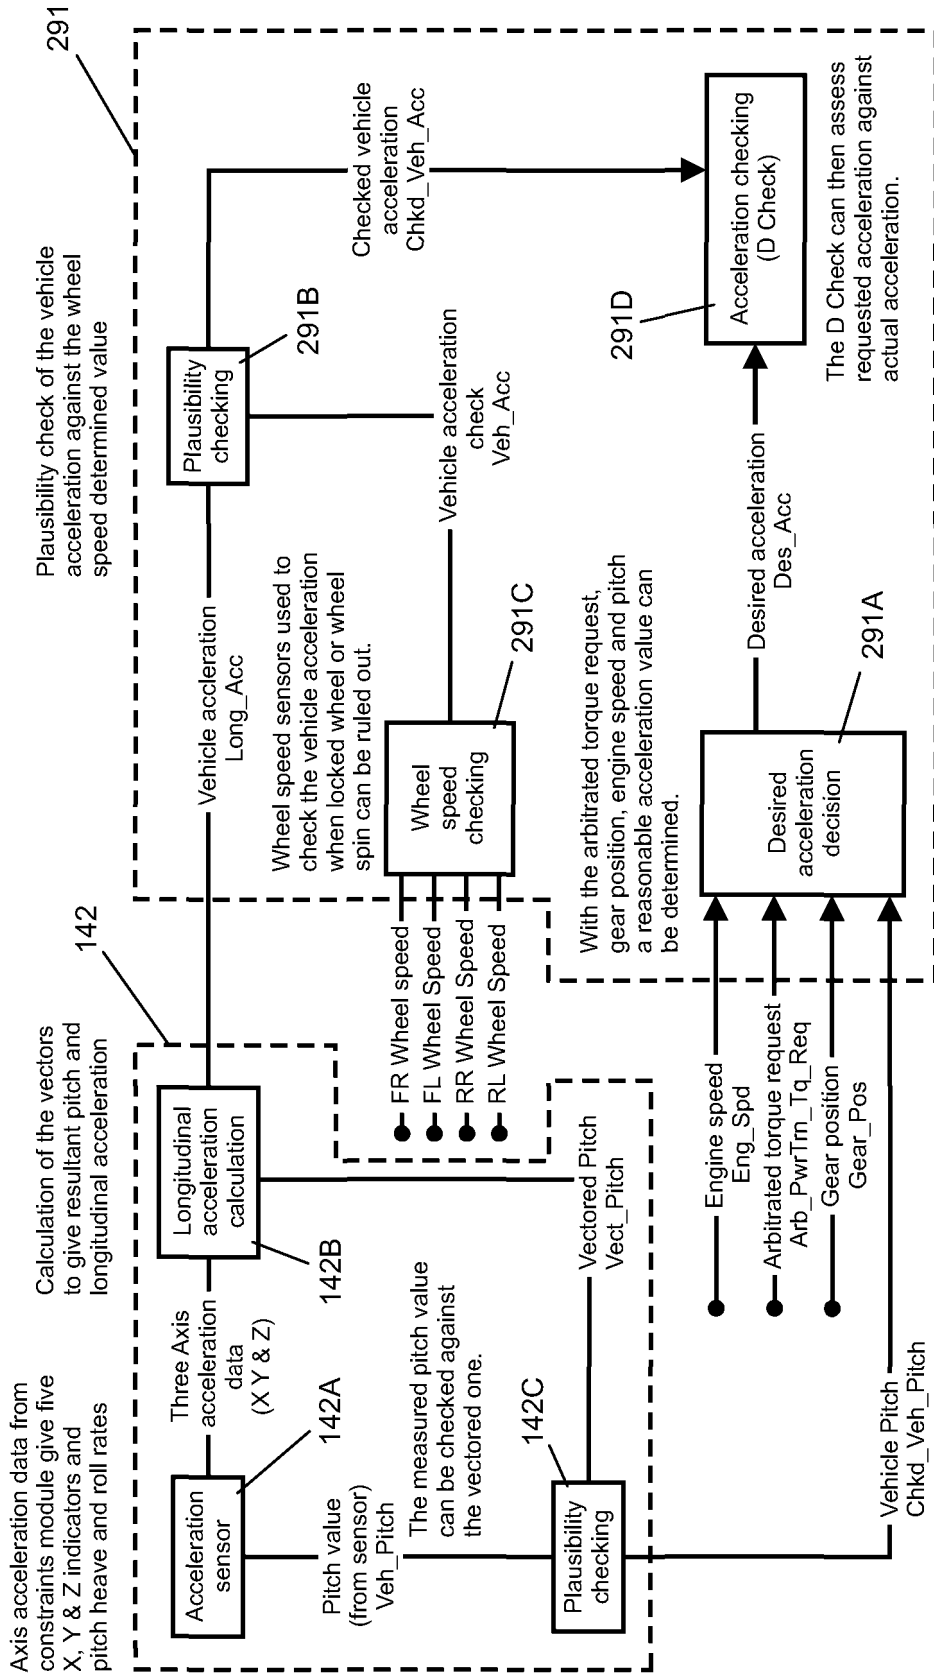 Axis acceleration data from
constraints module give five
X, Y & Z indicators and
pitch heave and roll rates
Calculation of the vectors
to give resultant pitch and
longitudinal acceleration
142
Plausibility check of the vehicle
acceleration against the wheel
speed determined value
291
Acceleration
sensor
142A
Three Axis
acceleration
data
(X Y & Z)
Longitudinal
acceleration
calculation
142B
Vehicle accleration
Long_Acc
Plausibility
checking
291B
Checked vehicle
acceleration
Chkd_Veh_Acc
Pitch value
(from sensor)
Veh_Pitch
The measured pitch value
can be checked against
the vectored one.
Wheel speed sensors used to
check the vehicle acceleration
when locked wheel or wheel
spin can be ruled out.
FR Wheel speed
FL Wheel Speed
RR Wheel Speed
RL Wheel Speed
Wheel
speed
checking
291C
Vehicle acceleration
check
Veh_Acc
Plausibility
checking
142C
Vectored Pitch
Vect_Pitch
With the arbitrated torque request,
gear position, engine speed and pitch
a reasonable acceleration value can
be determined.
Engine speed
Eng_Spd
Arbitrated torque request
Arb_PwrTrn_Tq_Req
Gear position
Gear_Pos
Vehicle Pitch
Chkd_Veh_Pitch
Desired
acceleration
decision
291A
Desired acceleration
Des_Acc
Acceleration checking
(D Check)
291D
The D Check can then assess
requested acceleration against
actual acceleration.